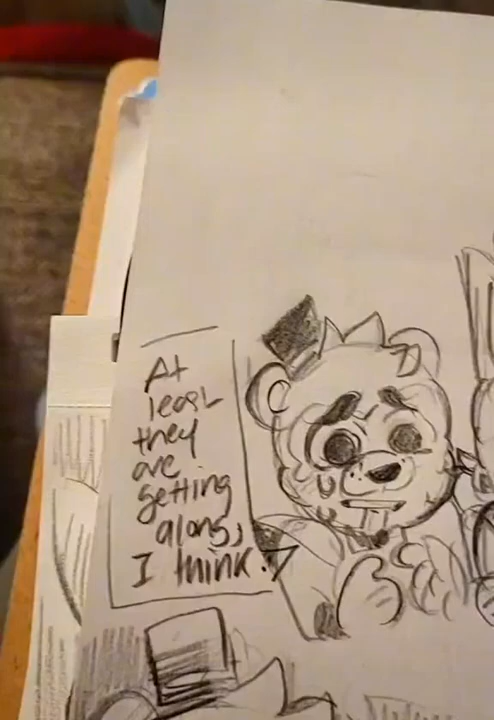 At
least
they
are
getting
along,
I think.